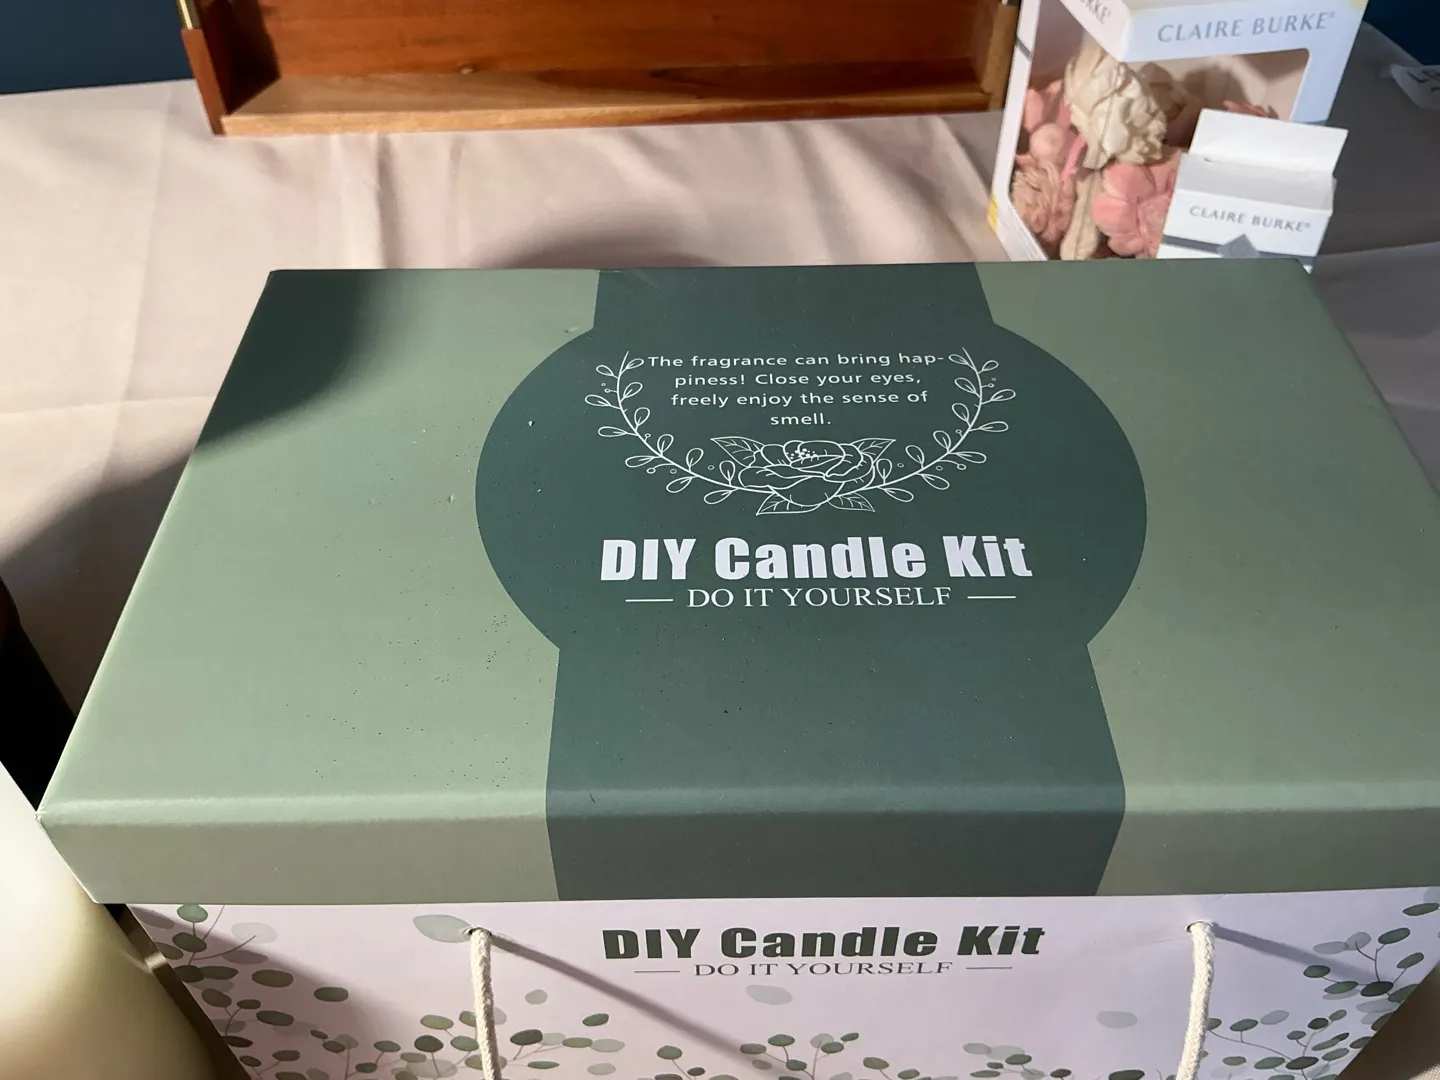 CLAIRE BURKE®
CLAIRE BURKE®
The fragrance can bring hap-
piness! Close your eyes,
freely enjoy the sense of
smell.
DIY Candle Kit
DO IT YOURSELF
DIY Candle Kit
DO IT YOURSELF